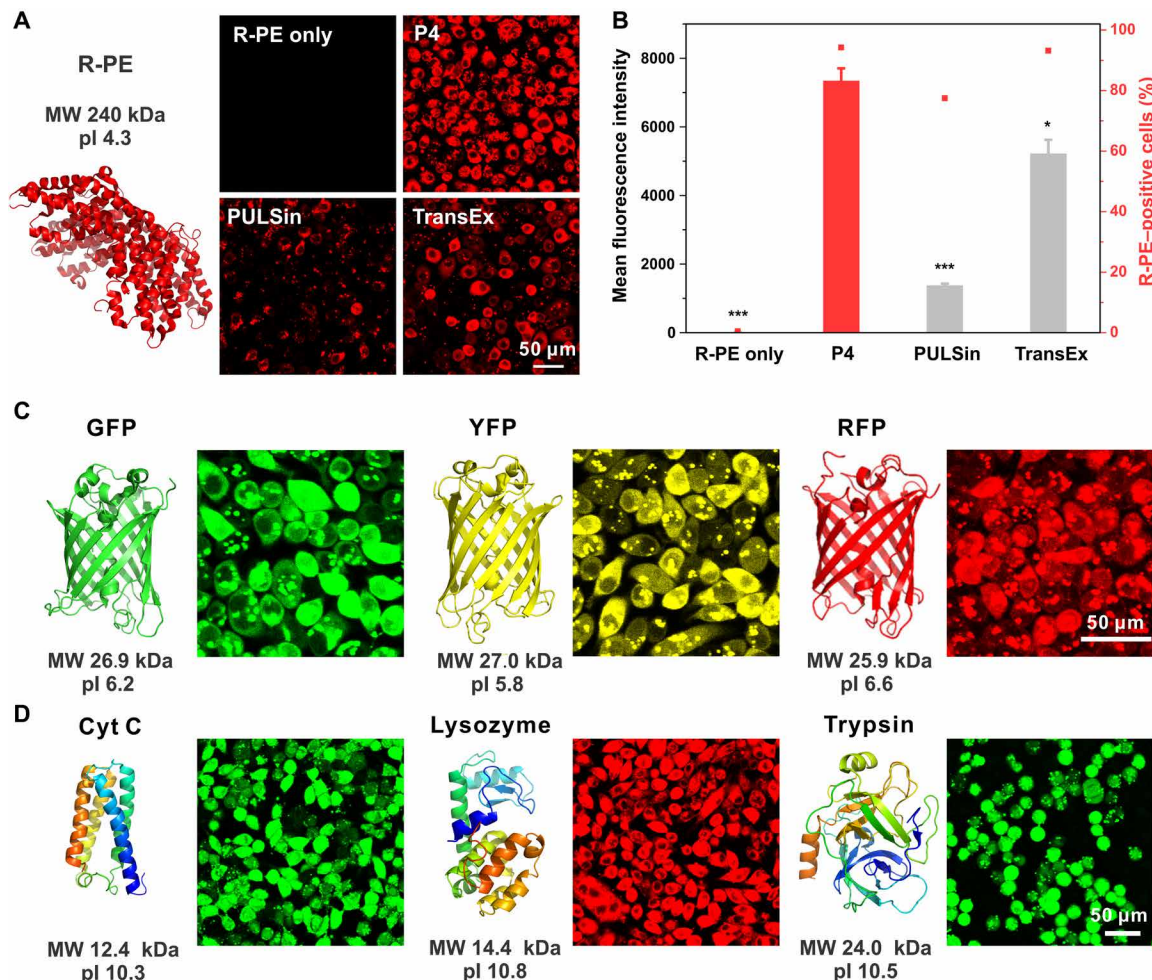 A
R-PE
MW 240 kDa
pI 4.3
R-PE only
P4
PULSin
TransEx
50 µm
B
Mean fluorescence intensity
8000
6000
4000
2000
0
100
80
60
40
20
0
R-PE–positive cells (%)
***
***
*
R-PE only
P4
PULSin
TransEx
C
GFP
MW 26.9 kDa
pI 6.2
YFP
MW 27.0 kDa
pI 5.8
RFP
MW 25.9 kDa
pI 6.6
50 µm
D
Cyt C
MW 12.4 kDa
pI 10.3
Lysozyme
MW 14.4 kDa
pI 10.8
Trypsin
MW 24.0 kDa
pI 10.5
50 µm